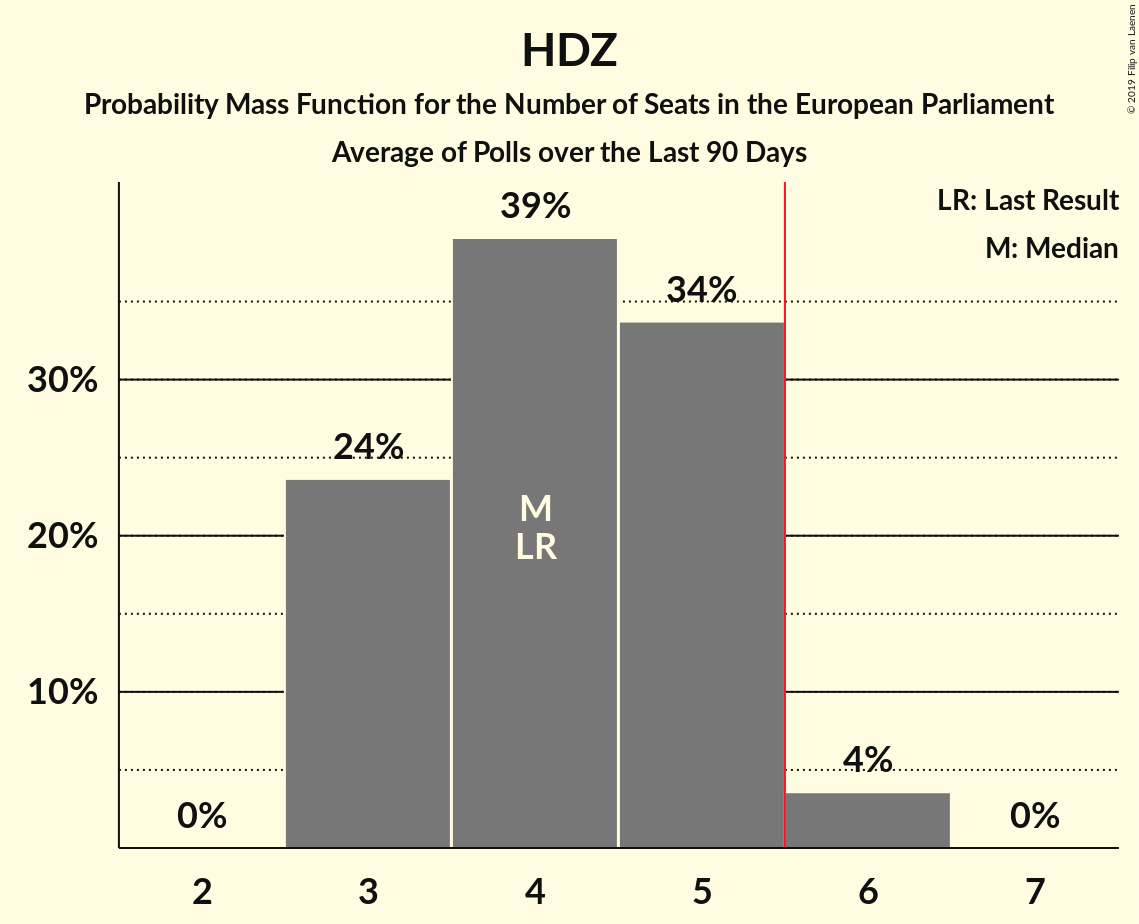 HDZ
Probability Mass Function for the Number of Seats in the European Parliament
Average of Polls over the Last 90 Days
© 2019 Filip van Laenen
LR: Last Result
M: Median
39%
34%
30%
24%
M
LR
20%
10%
4%
0%
0%
2 3 4 5 6 7